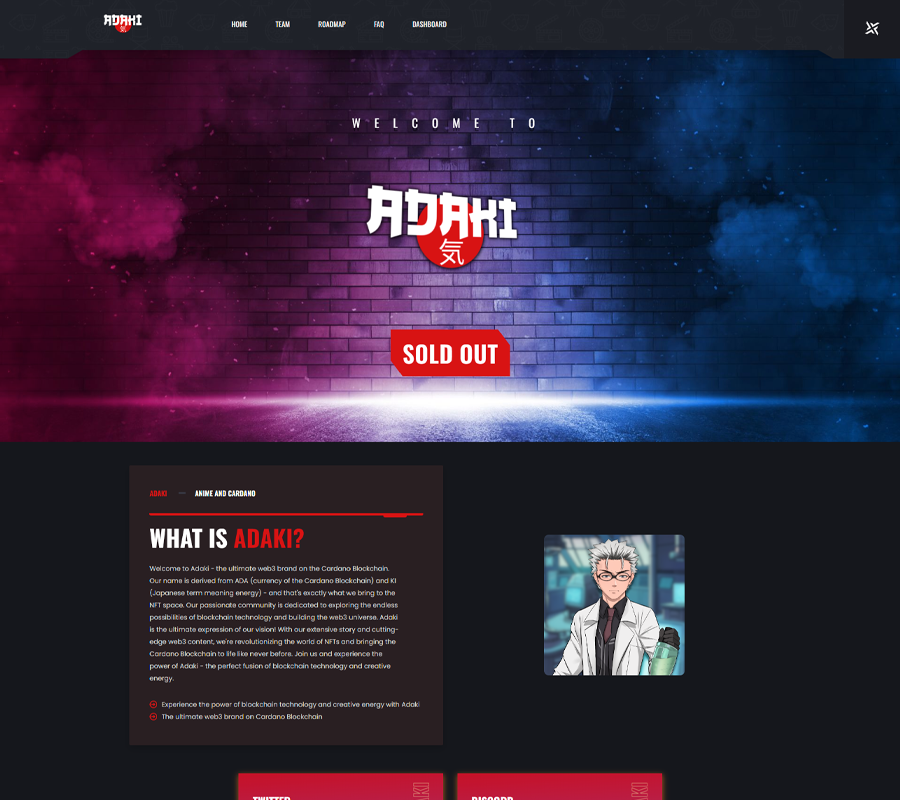 ADAKI
気
HOME
TEAM
ROADMAP
FAQ
DASHBOARD
WELCOME TO
ADAKI
気
SOLD OUT
ADAKI — ANIME AND CARDANO
WHAT IS ADAKI?
Welcome to Adaki - the ultimate web3 brand on the Cardano Blockchain.
Our name is derived from ADA (currency of the Cardano Blockchain) and KI
(Japanese term meaning energy) - and that's exactly what we bring to the
NFT space. Our passionate community is dedicated to exploring the endless
possibilities of blockchain technology and building the web3 universe. Adaki
is the ultimate expression of our vision! With our extensive story and cutting-
edge web3 content, we're revolutionizing the world of NFTs and bringing the
Cardano Blockchain to life like never before. Join us and experience the
power of Adaki - the perfect fusion of blockchain technology and creative
energy.
Experience the power of blockchain technology and creative energy with Adaki
The ultimate web3 brand on Cardano Blockchain
TWITTER
DISCORD